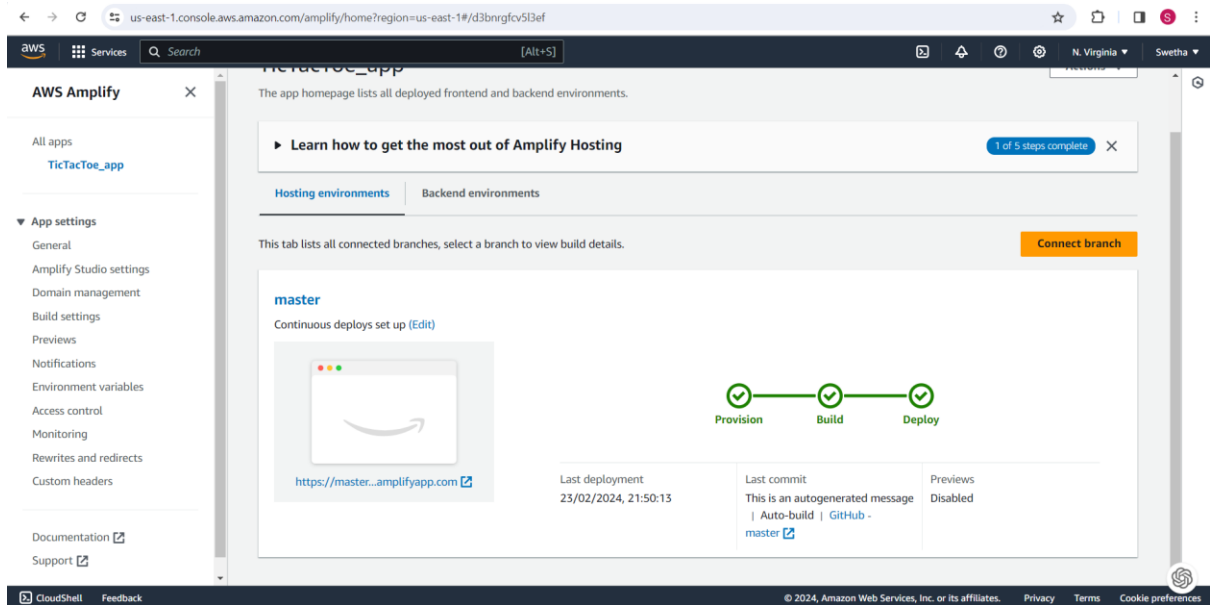 us-east-1.console.aws.amazon.com/amplify/home?region=us-east-1#/d3bnrgfcv5l3ef
S
aws
Services
Search
[Alt+S]
N. Virginia ▼
Swetha ▼
AWS Amplify
All apps
TicTacToe_app
App settings
General
Amplify Studio settings
Domain management
Build settings
Previews
Notifications
Environment variables
Access control
Monitoring
Rewrites and redirects
Custom headers
Documentation
Support
TicTacToe_app
Actions
The app homepage lists all deployed frontend and backend environments.
Learn how to get the most out of Amplify Hosting
1 of 5 steps complete
Hosting environments
Backend environments
This tab lists all connected branches, select a branch to view build details.
Connect branch
master
Continuous deploys set up (Edit)
https://master...amplifyapp.com
Provision
Build
Deploy
Last deployment
23/02/2024, 21:50:13
Last commit
This is an autogenerated message
| Auto-build | GitHub -
master
Previews
Disabled
CloudShell
Feedback
© 2024, Amazon Web Services, Inc. or its affiliates.
Privacy
Terms
Cookie preferences